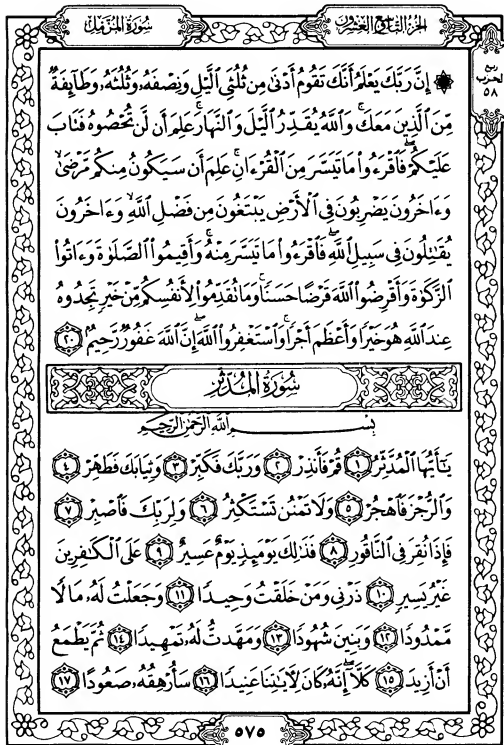 سُورَةُ المُزَّمِّلِ
الجزء التاسع والعشرون
ربع
الحزب
٥٨
۞ إِنَّ رَبَّكَ يَعْلَمُ أَنَّكَ تَقُومُ أَدْنَىٰ مِن ثُلُثَيِ ٱلَّيْلِ وَنِصْفَهُۥ وَثُلُثَهُۥ وَطَآئِفَةٌ
مِّنَ ٱلَّذِينَ مَعَكَۚ وَٱللَّهُ يُقَدِّرُ ٱلَّيْلَ وَٱلنَّهَارَۚ عَلِمَ أَن لَّن تُحْصُوهُ فَتَابَ
عَلَيْكُمْۖ فَٱقْرَءُوا۟ مَا تَيَسَّرَ مِنَ ٱلْقُرْءَانِۚ عَلِمَ أَن سَيَكُونُ مِنكُم مَّرْضَىٰ
وَءَاخَرُونَ يَضْرِبُونَ فِى ٱلْأَرْضِ يَبْتَغُونَ مِن فَضْلِ ٱللَّهِۙ وَءَاخَرُونَ
يُقَٰتِلُونَ فِى سَبِيلِ ٱللَّهِۖ فَٱقْرَءُوا۟ مَا تَيَسَّرَ مِنْهُۚ وَأَقِيمُوا۟ ٱلصَّلَوٰةَ وَءَاتُوا۟
ٱلزَّكَوٰةَ وَأَقْرِضُوا۟ ٱللَّهَ قَرْضًا حَسَنًاۚ وَمَا تُقَدِّمُوا۟ لِأَنفُسِكُم مِّنْ خَيْرٍ تَجِدُوهُ
عِندَ ٱللَّهِ هُوَ خَيْرًا وَأَعْظَمَ أَجْرًاۚ وَٱسْتَغْفِرُوا۟ ٱللَّهَۖ إِنَّ ٱللَّهَ غَفُورٌ رَّحِيمٌۢ ٢٠
سُورَةُ المُدَّثِّرِ
بِسْمِ ٱللَّهِ ٱلرَّحْمَٰنِ ٱلرَّحِيمِ
يَٰٓأَيُّهَا ٱلْمُدَّثِّرُ ١ قُمْ فَأَنذِرْ ٢ وَرَبَّكَ فَكَبِّرْ ٣ وَثِيَابَكَ فَطَهِّرْ ٤
وَٱلرُّجْزَ فَٱهْجُرْ ٥ وَلَا تَمْنُن تَسْتَكْثِرُ ٦ وَلِرَبِّكَ فَٱصْبِرْ ٧
فَإِذَا نُقِرَ فِى ٱلنَّاقُورِ ٨ فَذَٰلِكَ يَوْمَئِذٍ يَوْمٌ عَسِيرٌ ٩ عَلَى ٱلْكَٰفِرِينَ
غَيْرُ يَسِيرٍ ١٠ ذَرْنِى وَمَنْ خَلَقْتُ وَحِيدًا ١١ وَجَعَلْتُ لَهُۥ مَالًا
مَّمْدُودًا ١٢ وَبَنِينَ شُهُودًا ١٣ وَمَهَّدتُّ لَهُۥ تَمْهِيدًا ١٤ ثُمَّ يَطْمَعُ
أَنْ أَزِيدَ ١٥ كَلَّآۖ إِنَّهُۥ كَانَ لِءَايَٰتِنَا عَنِيدًا ١٦ سَأُرْهِقُهُۥ صَعُودًا ١٧
٥٧٥